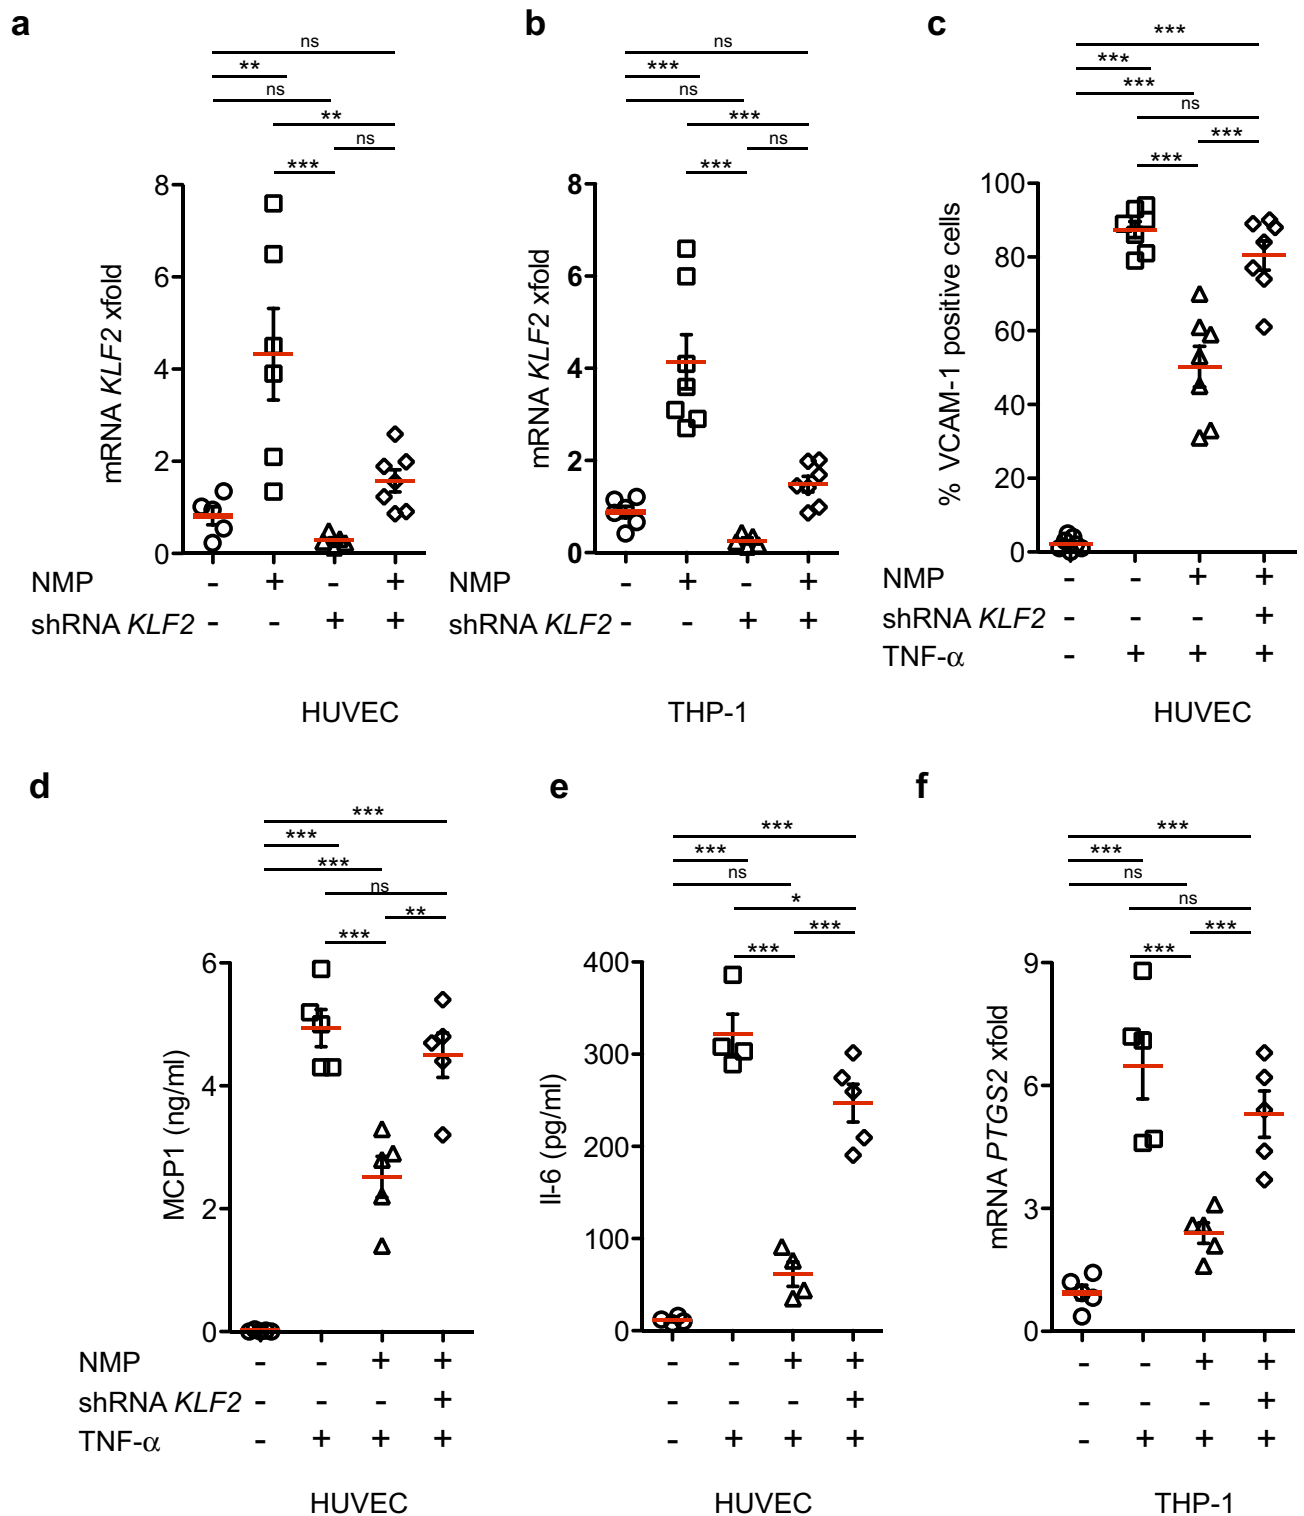 a
ns
**
ns
**
ns
***
8
6
4
2
0
mRNA KLF2 xfold
NMP - + - +
shRNA KLF2 - - + +
HUVEC
b
ns
***
ns
***
ns
***
8
6
4
2
0
mRNA KLF2 xfold
NMP - + - +
shRNA KLF2 - - + +
THP-1
c
***
***
***
ns
***
***
100
80
60
40
20
0
% VCAM-1 positive cells
NMP - - + +
shRNA KLF2 - - - +
TNF-α - + + +
HUVEC
d
***
***
***
ns
**
***
6
4
2
0
MCP1 (ng/ml)
NMP - - + +
shRNA KLF2 - - - +
TNF-α - + + +
HUVEC
e
***
***
ns
*
***
***
400
300
200
100
0
Il-6 (pg/ml)
- - + +
- - - +
- + + +
HUVEC
f
***
***
ns
ns
***
***
9
6
3
0
mRNA PTGS2 xfold
- - + +
- - - +
- + + +
THP-1